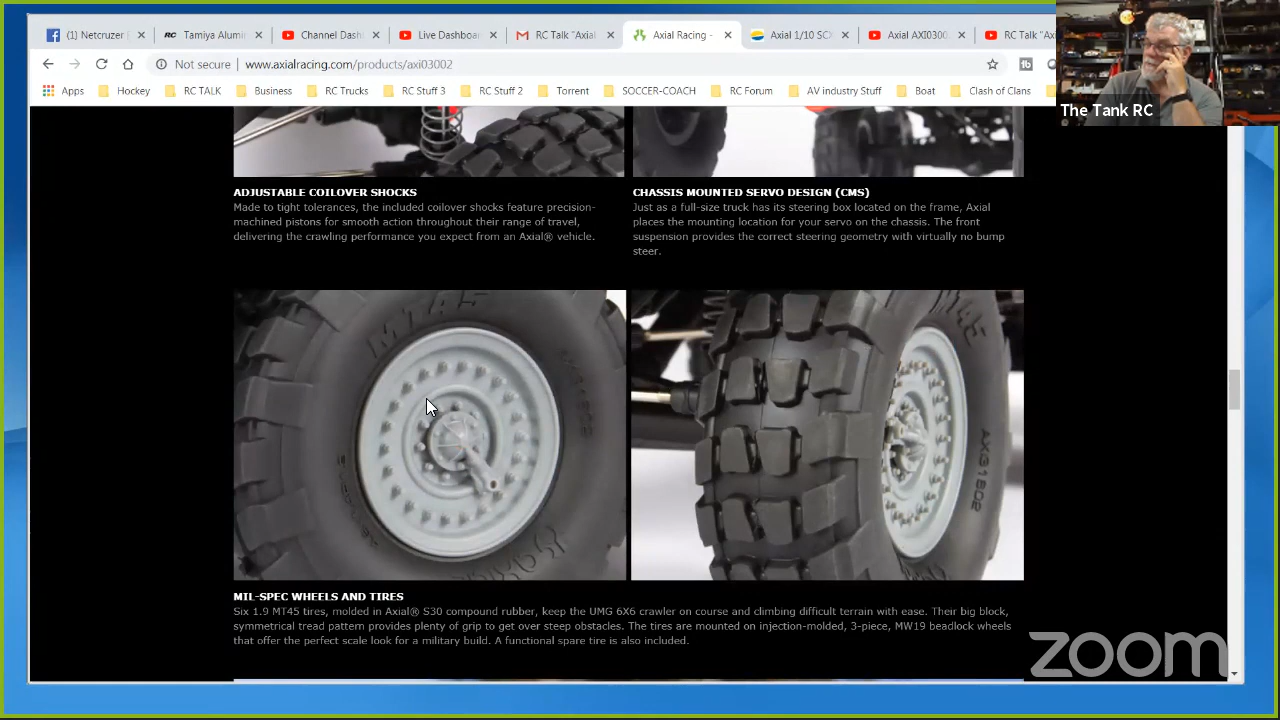 (1) Netcruzer
Tamiya Alumin
Channel Dash
Live Dashboa
RC Talk "Axial
Axial Racing -
Axial 1/10 SC
Axial AXI0300
RC Talk "Ax
Not secure
www.axialracing.com/products/axi03002
Apps
Hockey
RC TALK
Business
RC Truc
RC Stuff 3
RC Stuff 2
Torrent
SOCCER-COACH
RC Forum
AV industry Stuff
Boat
Clash of Clans
The Tank RC
ADJUSTABLE COILOVER SHOCKS
Made to tight tolerances, the included coilover shocks feature precision-
machined pistons for smooth action throughout their range of travel,
delivering the crawling performance you expect from an Axial® vehicle.
CHASSIS MOUNTED SERVO DESIGN (CMS)
Just as a full-size truck has its steering box located on the frame, Axial
places the mounting location for your servo on the chassis. The front
suspension provides the correct steering geometry with virtually no bump
steer.
MT45
MT45
AX31802
MIL-SPEC WHEELS AND TIRES
Six 1.9 MT45 tires, molded in Axial® S30 compound rubber, keep the UMG 6X6 crawler on course and climbing difficult terrain with ease. Their big block,
symmetrical tread pattern provides plenty of grip to get over steep obstacles. The tires are mounted on injection-molded, 3-piece, MW19 beadlock wheels
that offer the perfect scale look for a military build. A functional spare tire is also included.
zoom